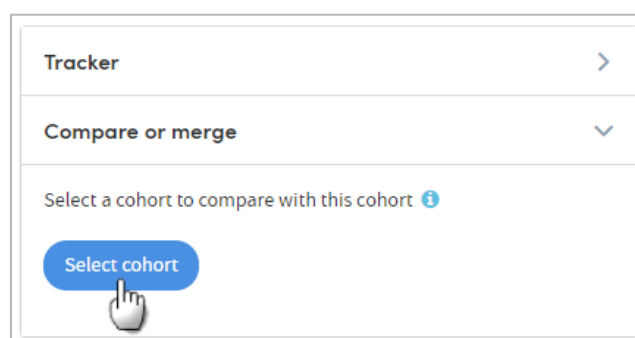 Tracker
Compare or merge
Select a cohort to compare with this cohort
Select cohort